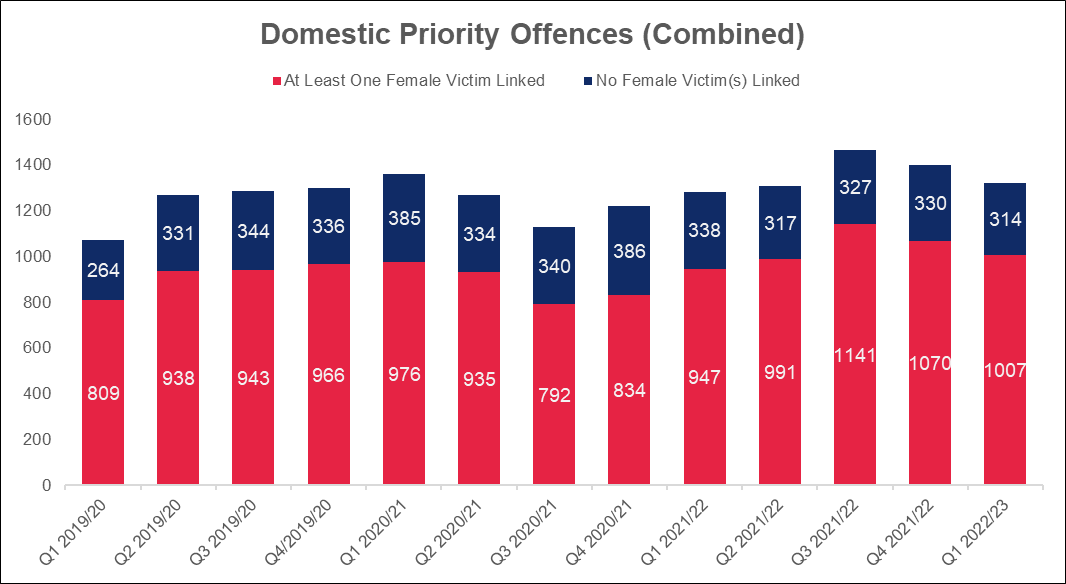 Domestic Priority Offences (Combined)
At Least One Female Victim Linked No Female Victim(s) Linked
1600
1400
1200
1000
800
600
400
200
0
264 331 344 336 385 334 340 386 338 317 327 330 314
809 938 943 966 976 935 792 834 947 991 1141 1070 1007
Q1 2019/20
Q2 2019/20
Q3 2019/20
Q4/2019/20
Q1 2020/21
Q2 2020/21
Q3 2020/21
Q4 2020/21
Q1 2021/22
Q2 2021/22
Q3 2021/22
Q4 2021/22
Q1 2022/23